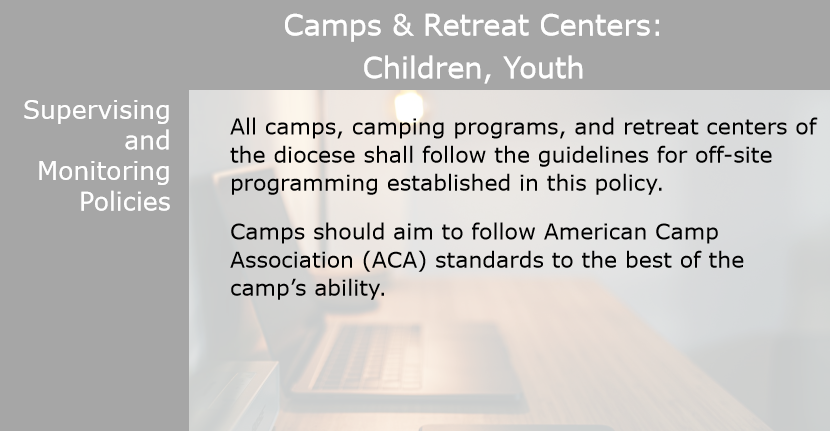 Camps & Retreat Centers:
Children, Youth
Supervising
and
Monitoring
Policies
All camps, camping programs, and retreat centers of
the diocese shall follow the guidelines for off-site
programming established in this policy.
Camps should aim to follow American Camp
Association (ACA) standards to the best of the
camp’s ability.